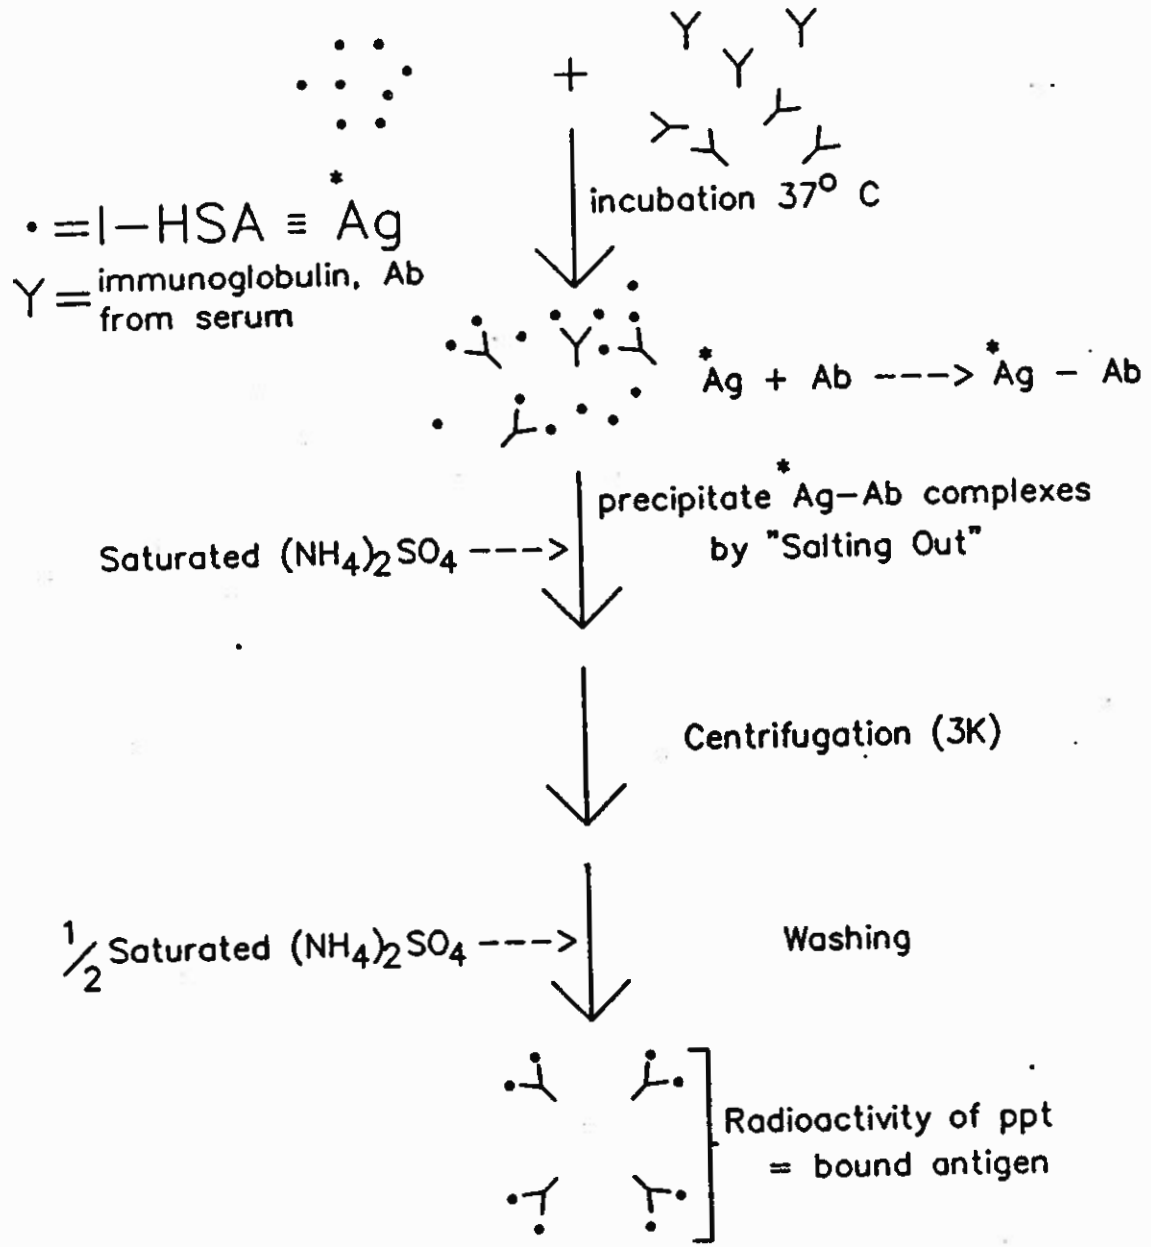 +
incubation 37° C
*
• = I-HSA ≡ Ag
Y = immunoglobulin, Ab
from serum
* *
Ag + Ab ---> Ag - Ab
*
precipitate Ag-Ab complexes
by "Salting Out"
Saturated (NH₄)₂SO₄ --->
Centrifugation (3K)
1/2 Saturated (NH₄)₂SO₄ --->
Washing
Radioactivity of ppt
= bound antigen